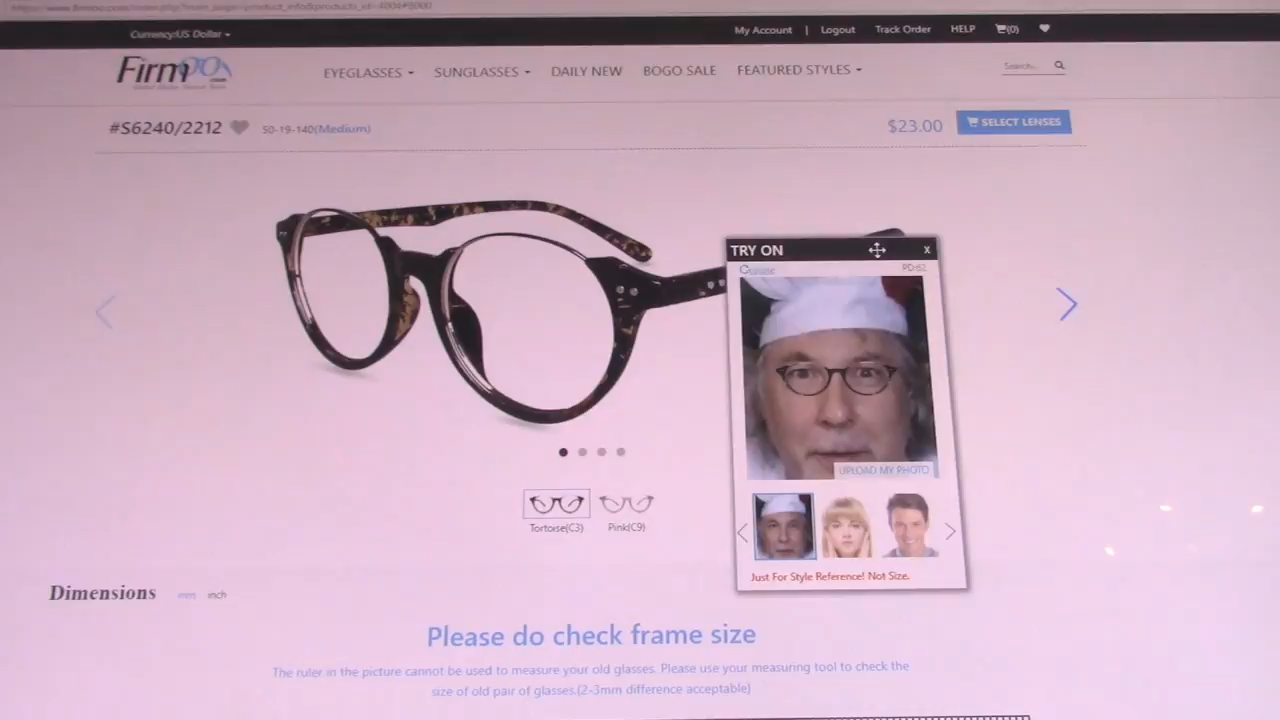 Currency:US Dollar
My Account | Logout Track Order HELP (0)
Firmoo
EYEGLASSES SUNGLASSES DAILY NEW BOGO SALE FEATURED STYLES
Search...
#S6240/2212 50-19-140(Medium) $23.00 SELECT LENSES
TRY ON x
PD:62
UPLOAD MY PHOTO
Tortoise(C3) Pink(C9)
Just For Style Reference! Not Size.
Dimensions mm inch
Please do check frame size
The ruler in the picture cannot be used to measure your old glasses. Please use your measuring tool to check the
size of old pair of glasses.(2-3mm difference acceptable)